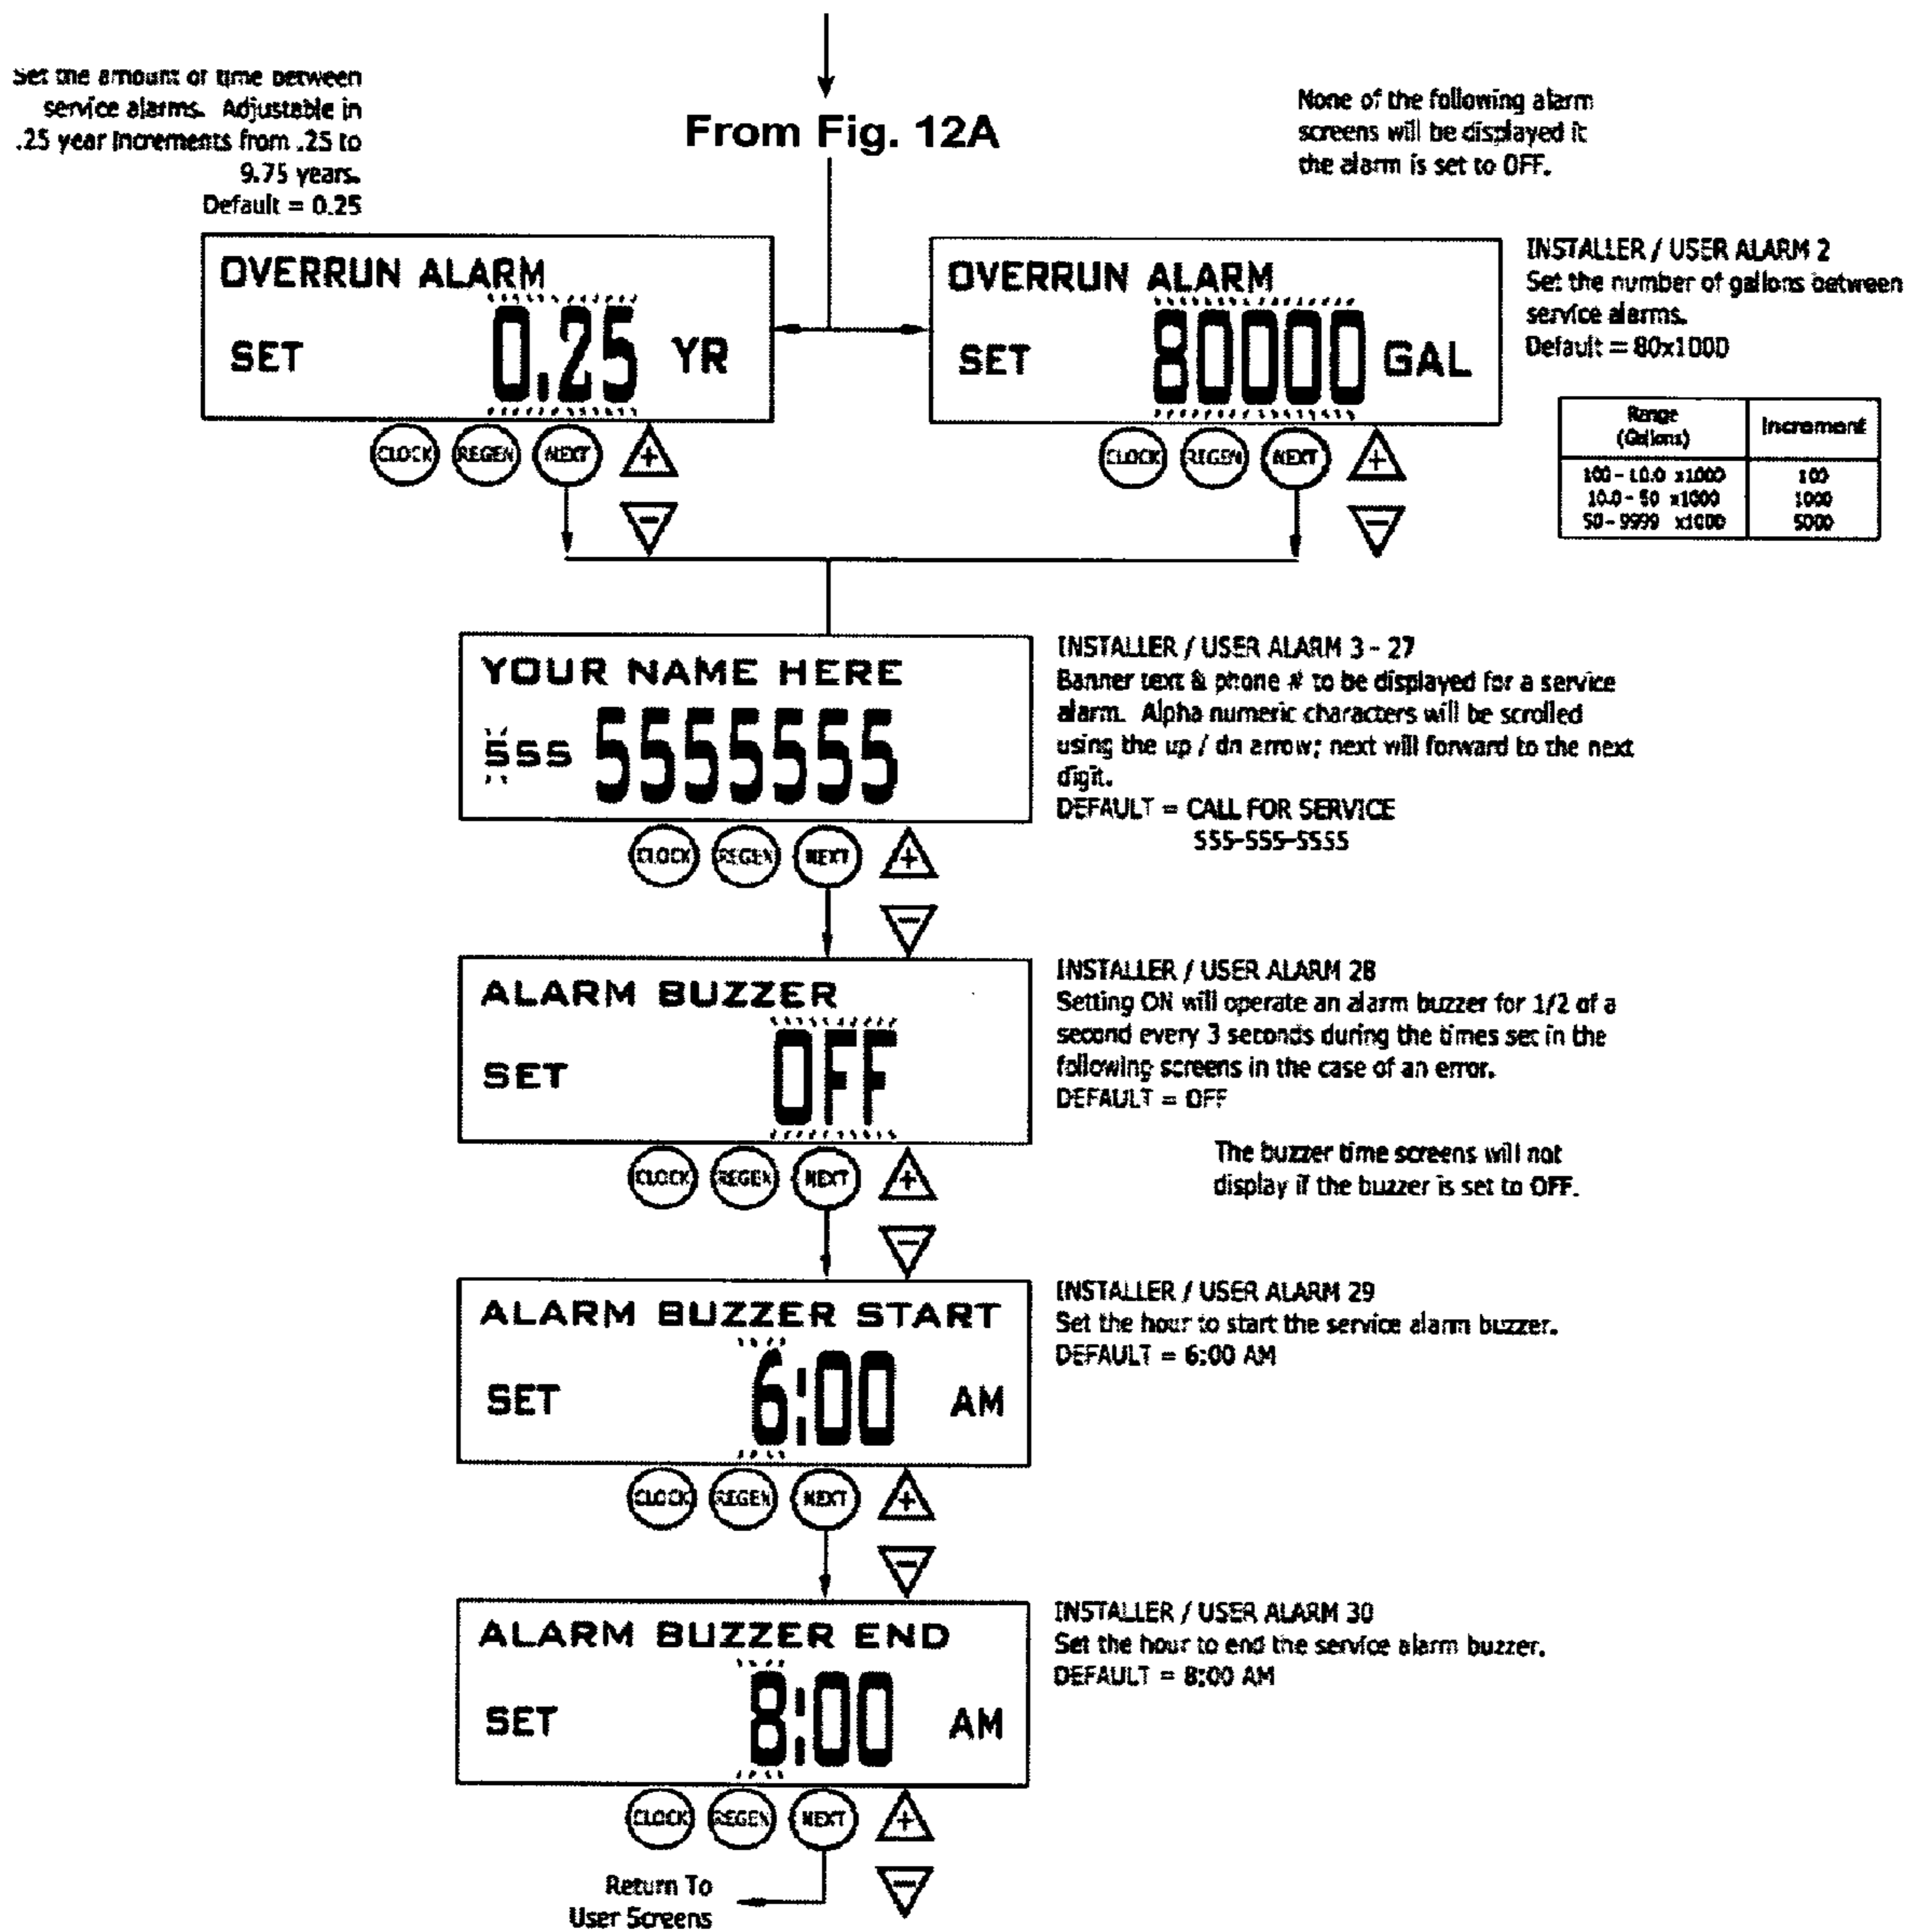 From Fig. 12A
Set the amount of time between
service alarms. Adjustable in
.25 year increments from .25 to
9.75 years.
Default = 0.25
None of the following alarm
screens will be displayed if
the alarm is set to OFF.
OVERRUN ALARM
SET 0.25 YR
CLOCK REGEN NEXT +
−
OVERRUN ALARM
SET 80000 GAL
CLOCK REGEN NEXT +
−
INSTALLER / USER ALARM 2
Set the number of gallons between
service alarms.
Default = 80x1000
Range
(Gallons) Increment
100 - 10.0 x1000 100
10.0 - 50 x1000 1000
50 - 9999 x1000 5000
YOUR NAME HERE
555 5555555
CLOCK REGEN NEXT +
−
INSTALLER / USER ALARM 3 - 27
Banner text & phone # to be displayed for a service
alarm. Alpha numeric characters will be scrolled
using the up / dn arrow; next will forward to the next
digit.
DEFAULT = CALL FOR SERVICE
555-555-5555
ALARM BUZZER
SET OFF
CLOCK REGEN NEXT +
−
INSTALLER / USER ALARM 28
Setting ON will operate an alarm buzzer for 1/2 of a
second every 3 seconds during the times set in the
following screens in the case of an error.
DEFAULT = OFF
The buzzer time screens will not
display if the buzzer is set to OFF.
ALARM BUZZER START
SET 6:00 AM
CLOCK REGEN NEXT +
−
INSTALLER / USER ALARM 29
Set the hour to start the service alarm buzzer.
DEFAULT = 6:00 AM
ALARM BUZZER END
SET 8:00 AM
CLOCK REGEN NEXT +
−
INSTALLER / USER ALARM 30
Set the hour to end the service alarm buzzer.
DEFAULT = 8:00 AM
Return To
User Screens